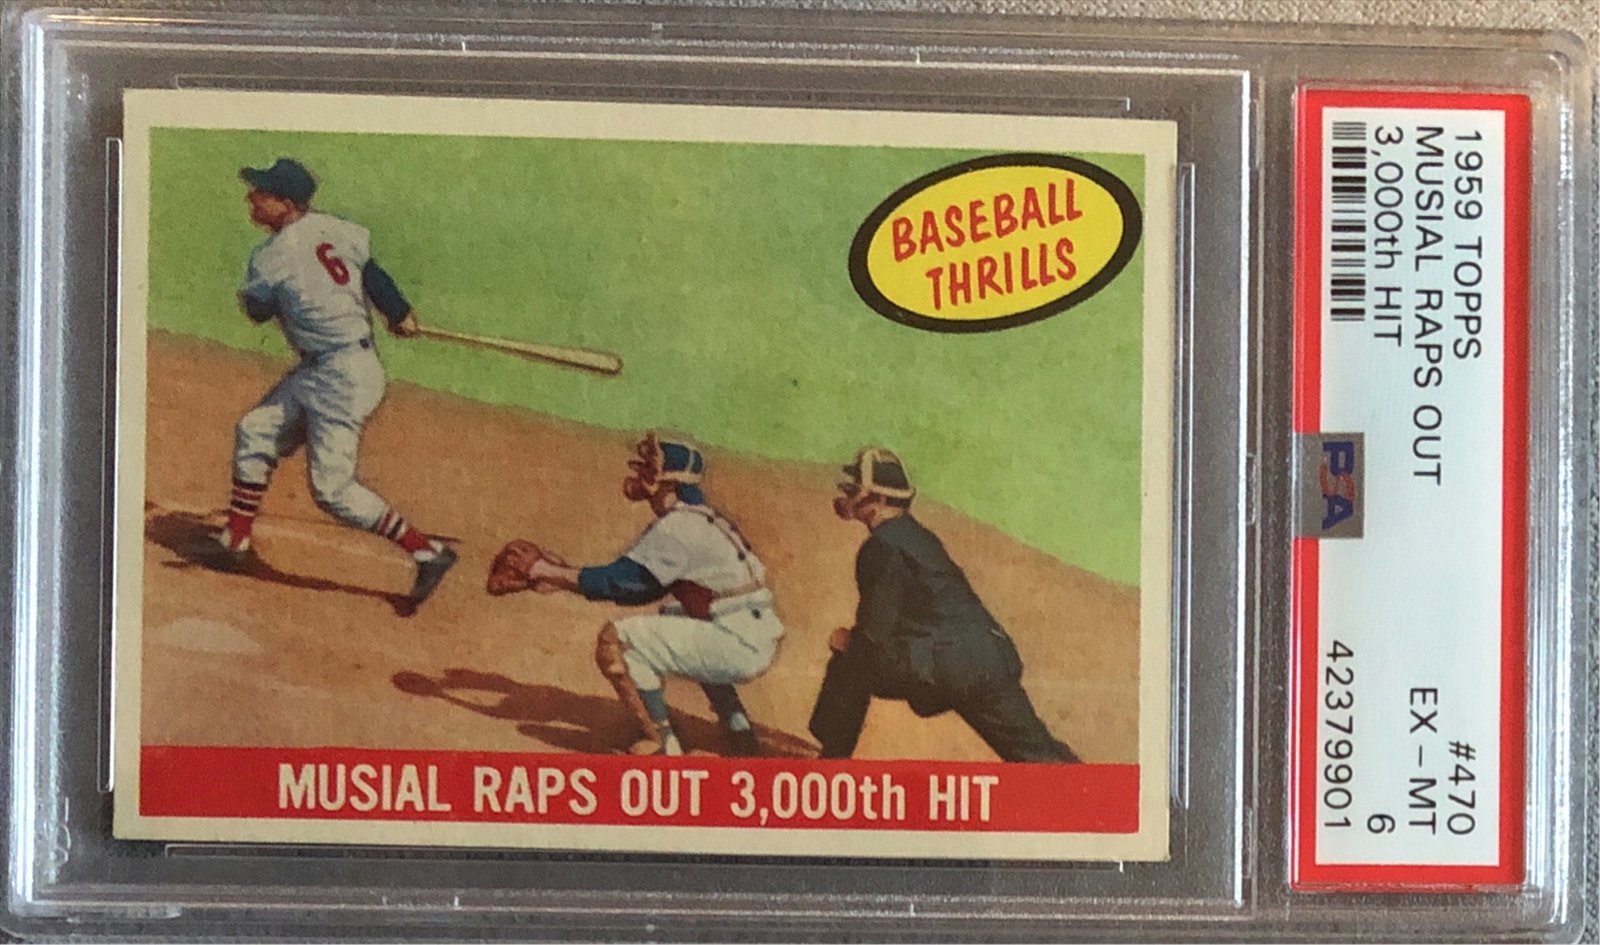 BASEBALL
THRILLS
6
MUSIAL RAPS OUT 3,000th HIT
1959 TOPPS #470
MUSIAL RAPS OUT EX-MT
3,000th HIT 6
PSA
42379901